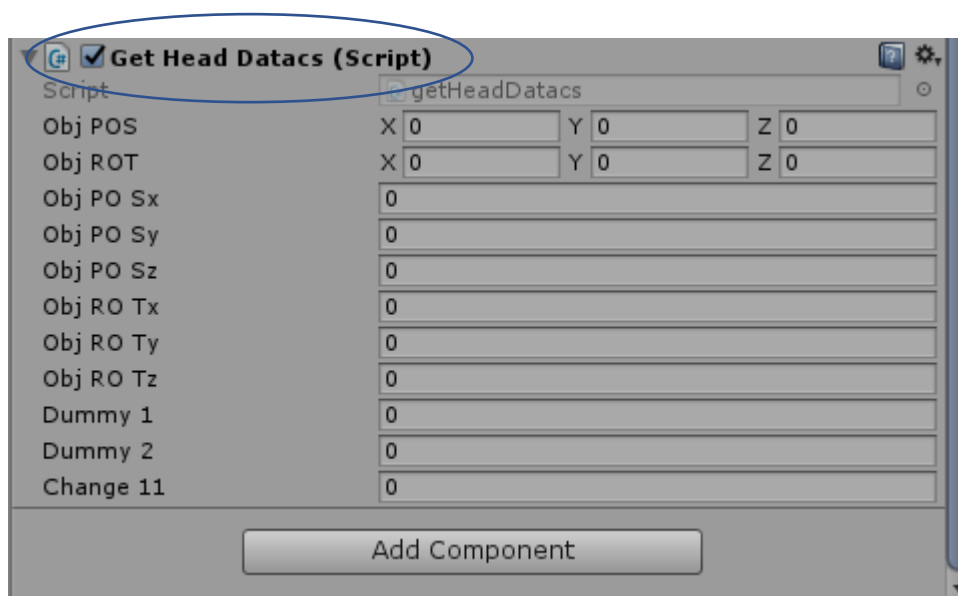 Get Head Datacs (Script)
Script getHeadDatacs
Obj POS X 0 Y 0 Z 0
Obj ROT X 0 Y 0 Z 0
Obj PO Sx 0
Obj PO Sy 0
Obj PO Sz 0
Obj RO Tx 0
Obj RO Ty 0
Obj RO Tz 0
Dummy 1 0
Dummy 2 0
Change 11 0
Add Component